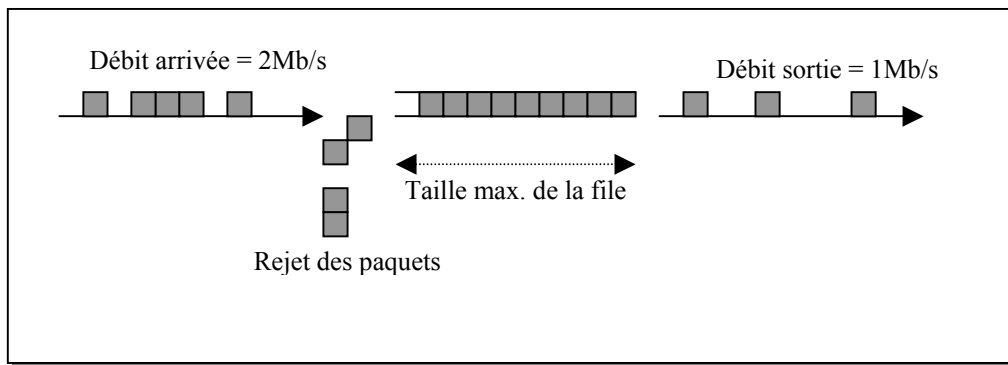 Débit arrivée = 2Mb/s
Débit sortie = 1Mb/s
Taille max. de la file
Rejet des paquets